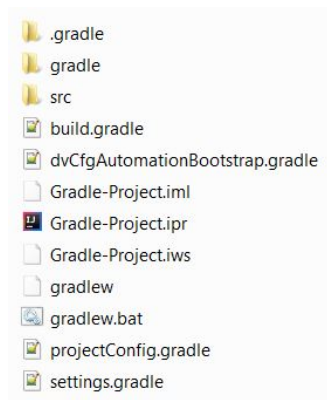 .gradle
gradle
src
build.gradle
dvCfgAutomationBootstrap.gradle
Gradle-Project.iml
Gradle-Project.ipr
Gradle-Project.iws
gradlew
gradlew.bat
projectConfig.gradle
settings.gradle